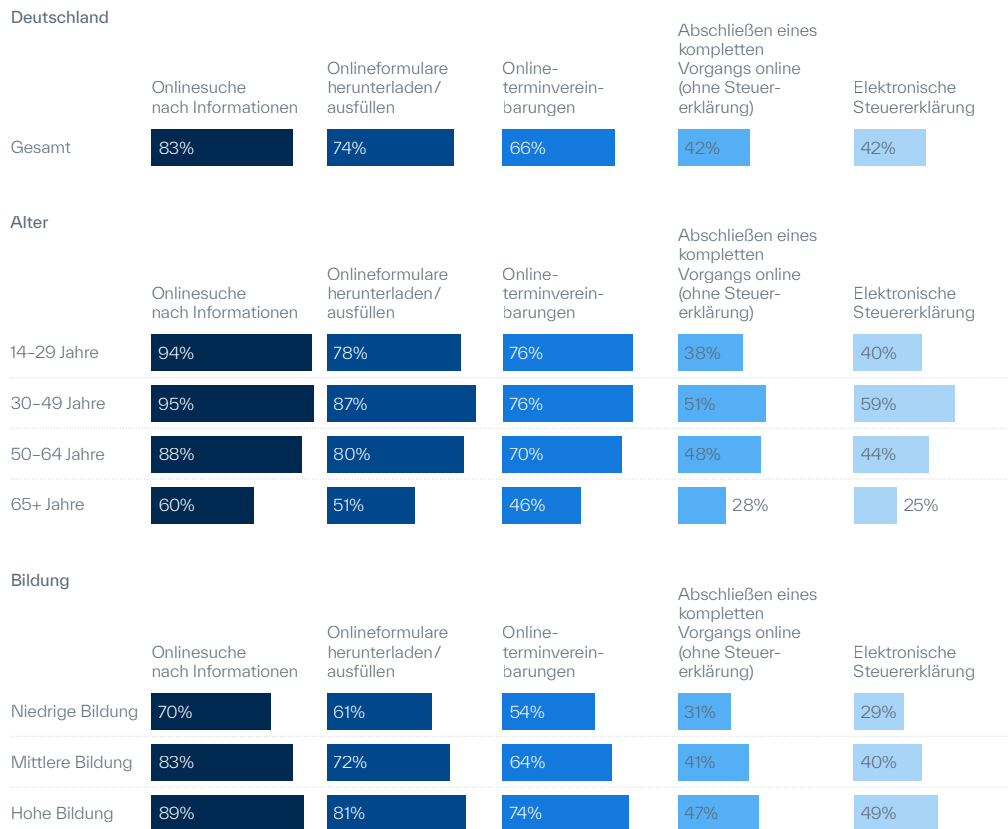 Deutschland
Onlinesuche
nach Informationen
Onlineformulare
herunterladen/
ausfüllen
Online-
terminverein-
barungen
Abschließen eines
kompletten
Vorgangs online
(ohne Steuer-
erklärung)
Elektronische
Steuererklärung
Gesamt 83% 74% 66% 42% 42%
Alter
Onlinesuche
nach Informationen
Onlineformulare
herunterladen/
ausfüllen
Online-
terminverein-
barungen
Abschließen eines
kompletten
Vorgangs online
(ohne Steuer-
erklärung)
Elektronische
Steuererklärung
14–29 Jahre 94% 78% 76% 38% 40%
30–49 Jahre 95% 87% 76% 51% 59%
50–64 Jahre 88% 80% 70% 48% 44%
65+ Jahre 60% 51% 46% 28% 25%
Bildung
Onlinesuche
nach Informationen
Onlineformulare
herunterladen/
ausfüllen
Online-
terminverein-
barungen
Abschließen eines
kompletten
Vorgangs online
(ohne Steuer-
erklärung)
Elektronische
Steuererklärung
Niedrige Bildung 70% 61% 54% 31% 29%
Mittlere Bildung 83% 72% 64% 41% 40%
Hohe Bildung 89% 81% 74% 47% 49%